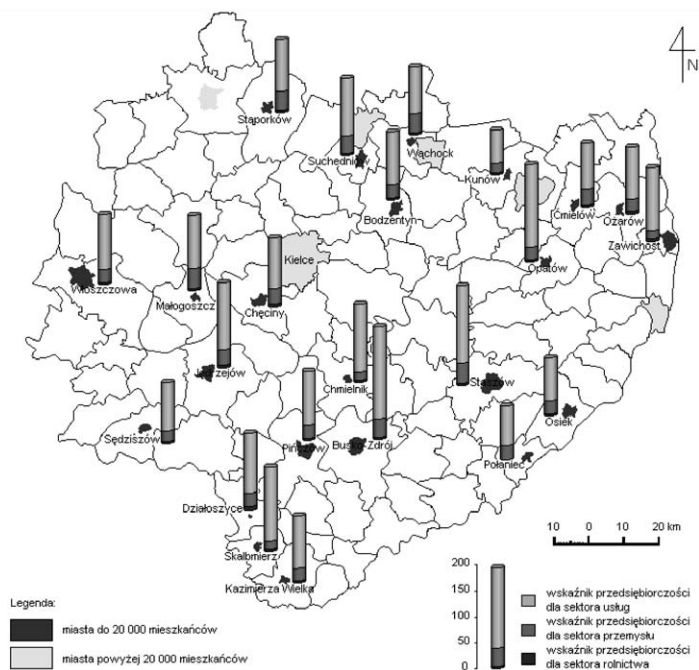 N
Stąporków
Suchedniów
Wąchock
Bodzentyn
Kunów
Ćmielów
Ożarów
Zawichost
Opatów
Kielce
Włoszczowa
Małogoszcz
Chęciny
Jędrzejów
Chmielnik
Staszów
Osiek
Sędziszów
Pińczów
Busko-Zdrój
Połaniec
Działoszyce
Skalbmierz
Kazimierza Wielka
10 0 10 20 km
200
150
100
50
0
wskaźnik przedsiębiorczości
dla sektora usług
wskaźnik przedsiębiorczości
dla sektora przemysłu
wskaźnik przedsiębiorczości
dla sektora rolnictwa
Legenda:
miasta do 20 000 mieszkańców
miasta powyżej 20 000 mieszkańców